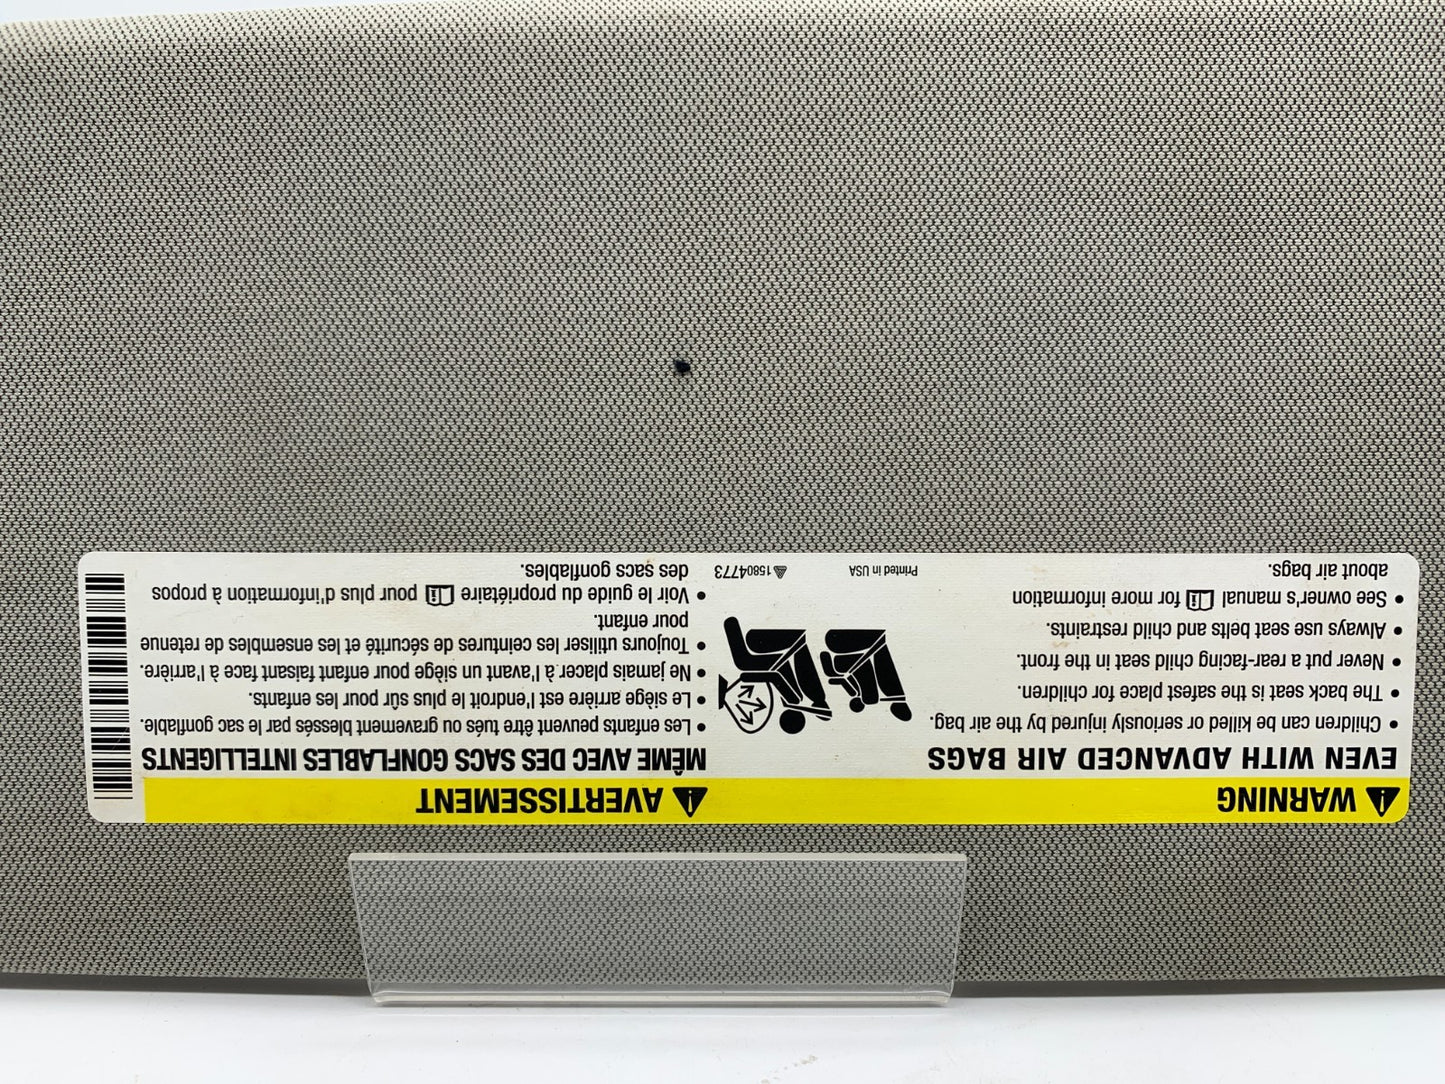 WARNING
EVEN WITH ADVANCED AIR BAGS
• Children can be killed or seriously injured by the air bag.
• The back seat is the safest place for children.
• Never put a rear-facing child seat in the front.
• Always use seat belts and child restraints.
• See owner's manual for more information
about air bags.
Printed in USA
15804773
AVERTISSEMENT
MÊME AVEC DES SACS GONFLABLES INTELLIGENTS
• Les enfants peuvent être tués ou gravement blessés par le sac gonflable.
• Le siège arrière est l'endroit le plus sûr pour les enfants.
• Ne jamais placer à l'avant un siège pour enfant faisant face à l'arrière.
• Toujours utiliser les ceintures de sécurité et les ensembles de retenue
pour enfant.
• Voir le guide du propriétaire pour plus d'information à propos
des sacs gonflables.